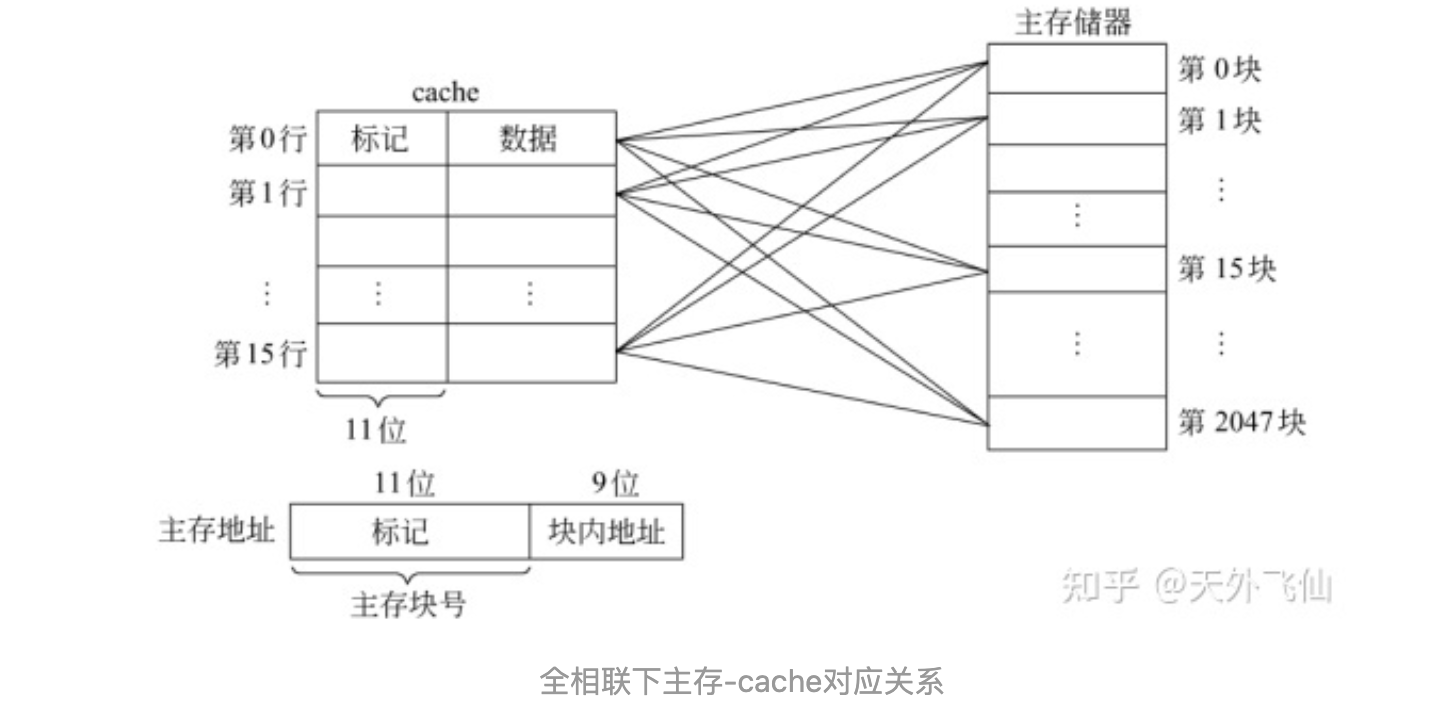 主存储器
第 0块
cache
第0行 标记 数据
第 1块
第1行
⋮
⋮
第 15块
⋮ ⋮ ⋮
⋮ ⋮
第15行
第 2047块
11位
11位 9位
主存地址 标记 块内地址
主存块号
知乎 @天外飞仙
全相联下主存-cache对应关系